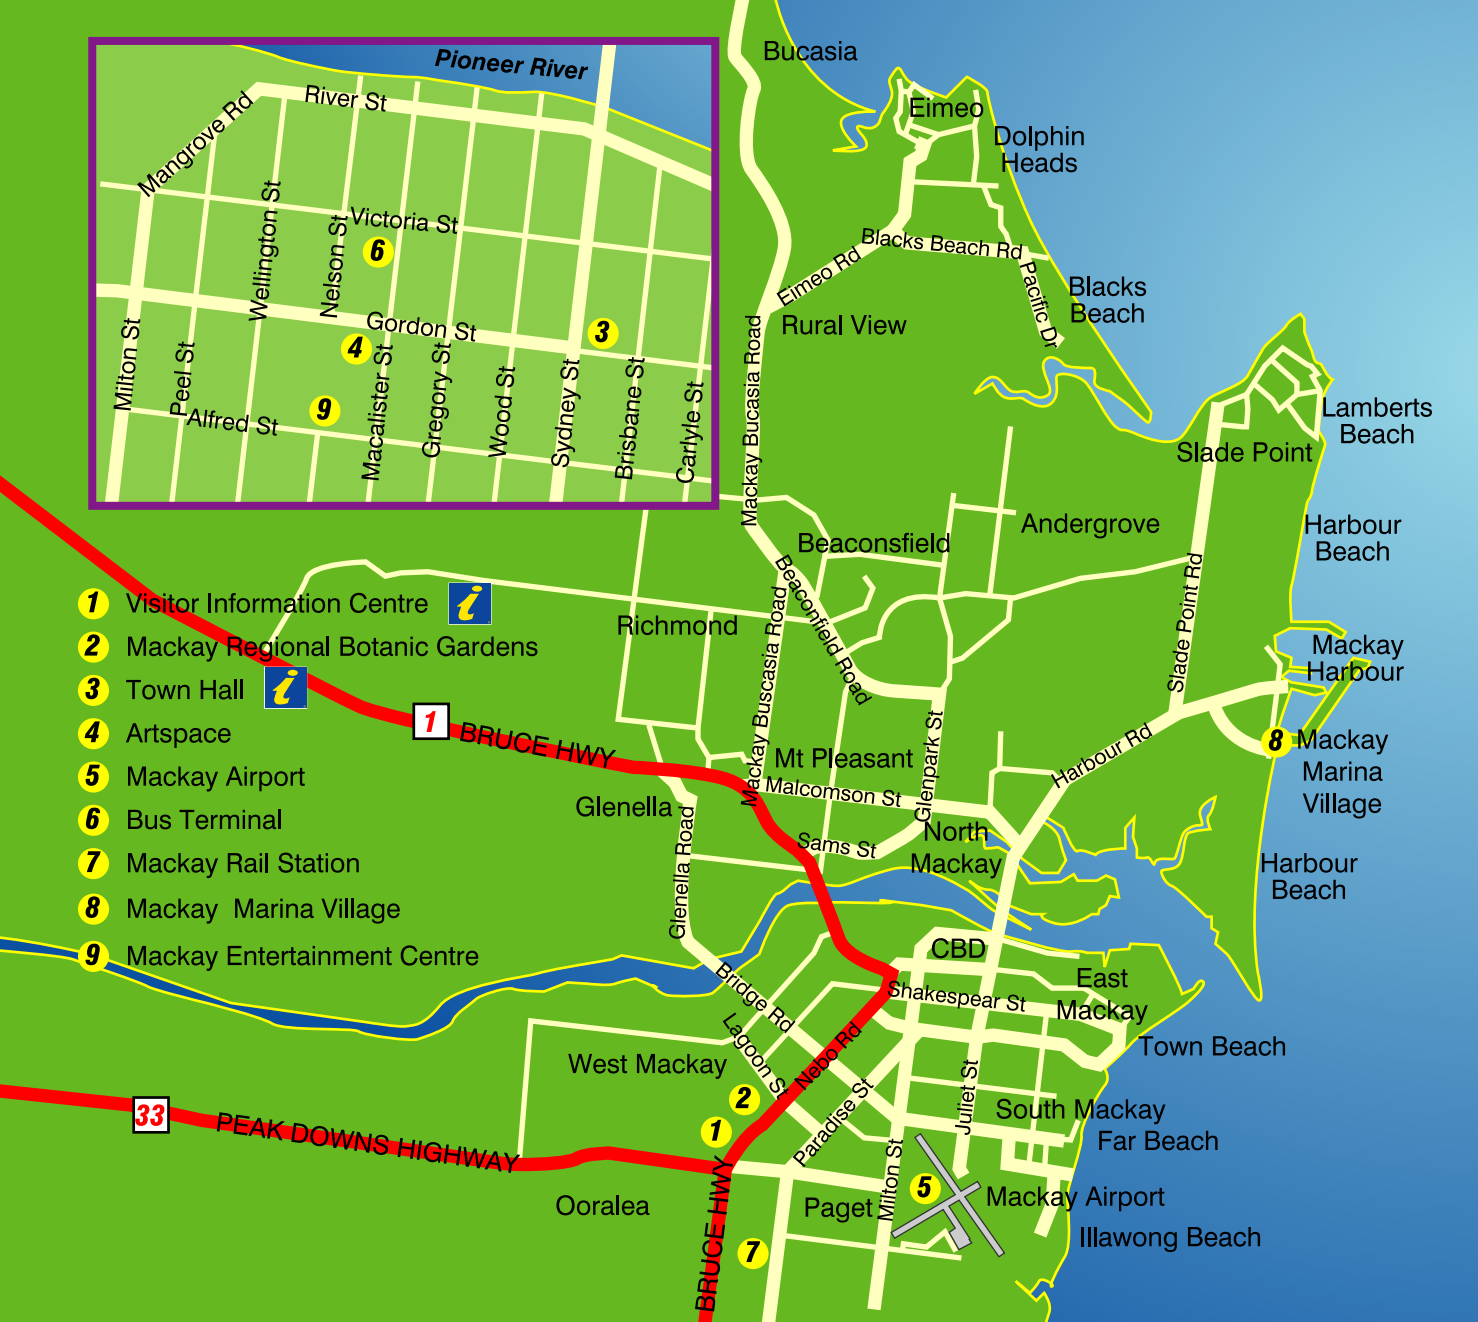 Pioneer River
River St
Mangrove Rd
Victoria St
Wellington St
Nelson St
6
Gordon St
3
4
Milton St
Peel St
Macalister St
Gregory St
Wood St
Sydney St
Brisbane St
Carlyle St
9
Alfred St
Bucasia
Eimeo
Dolphin
Heads
Blacks Beach Rd
Eimeo Rd
Pacific Dr
Blacks
Beach
Rural View
Mackay Bucasia Road
Lamberts
Beach
Slade Point
Harbour
Beach
Andergrove
Beaconsfield
Beaconfield Road
Slade Point Rd
Richmond
Mackay Buscasia Road
Mackay
Harbour
1 Visitor Information Centre i
2 Mackay Regional Botanic Gardens
3 Town Hall i
4 Artspace
5 Mackay Airport
6 Bus Terminal
7 Mackay Rail Station
8 Mackay Marina Village
9 Mackay Entertainment Centre
1
BRUCE HWY
Mt Pleasant
Glenpark St
Harbour Rd
8 Mackay
Marina
Village
Malcomson St
Glenella
Glenella Road
Sams St
North
Mackay
Harbour
Beach
CBD
East
Mackay
Shakespear St
Bridge Rd
Lagoon St
Nebo Rd
Town Beach
West Mackay
2
1
Paradise St
Juliet St
South Mackay
Far Beach
33
PEAK DOWNS HIGHWAY
Milton St
5
Mackay Airport
Ooralea
Paget
Illawong Beach
BRUCE HWY
7